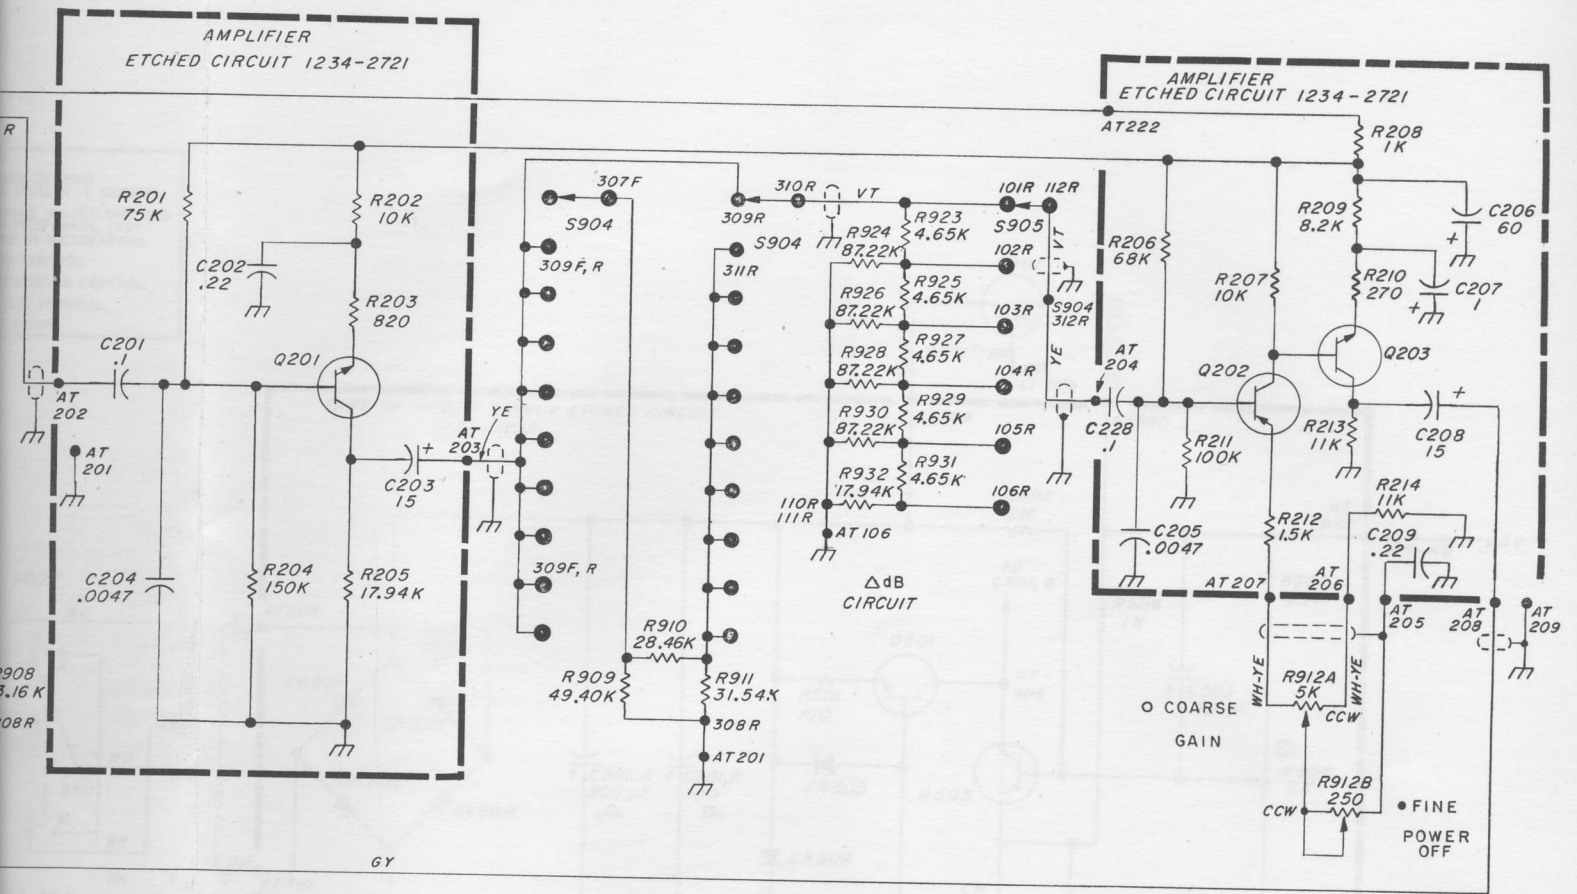 AMPLIFIER
ETCHED CIRCUIT 1234-2721
R
R201
75K
R202
10K
C202
.22
R203
820
C201
.1
Q201
AT
202
AT
201
C203
15
AT
203
YE
C204
.0047
R204
150K
R205
17.94K
3.16K
GY
307F
S904
309F,R
309F,R
310R
309R
S904
311R
R910
28.46K
R909
49.40K
R911
31.54K
308R
AT201
VT
R923
4.65K
R924
87.22K
R925
4.65K
R926
87.22K
R927
4.65K
R928
87.22K
R929
4.65K
R930
87.22K
R931
4.65K
R932
17.94K
110R
111R
AT106
Δ dB
CIRCUIT
101R
112R
S905
102R
103R
104R
105R
106R
VT
S904
312R
YE
AMPLIFIER
ETCHED CIRCUIT 1234-2721
AT222
R208
1K
R209
8.2K
C206
60
+
R206
68K
R207
10K
R210
270
C207
1
+
AT
204
Q202
Q203
C228
.1
R211
100K
R213
11K
C208
15
+
R214
11K
C205
.0047
R212
1.5K
C209
.22
AT207
AT
206
AT
205
AT
208
AT
209
WH-YE
R912A
5K
CCW
WH-YE
O COARSE
GAIN
R912B
250
CCW
• FINE
POWER
OFF